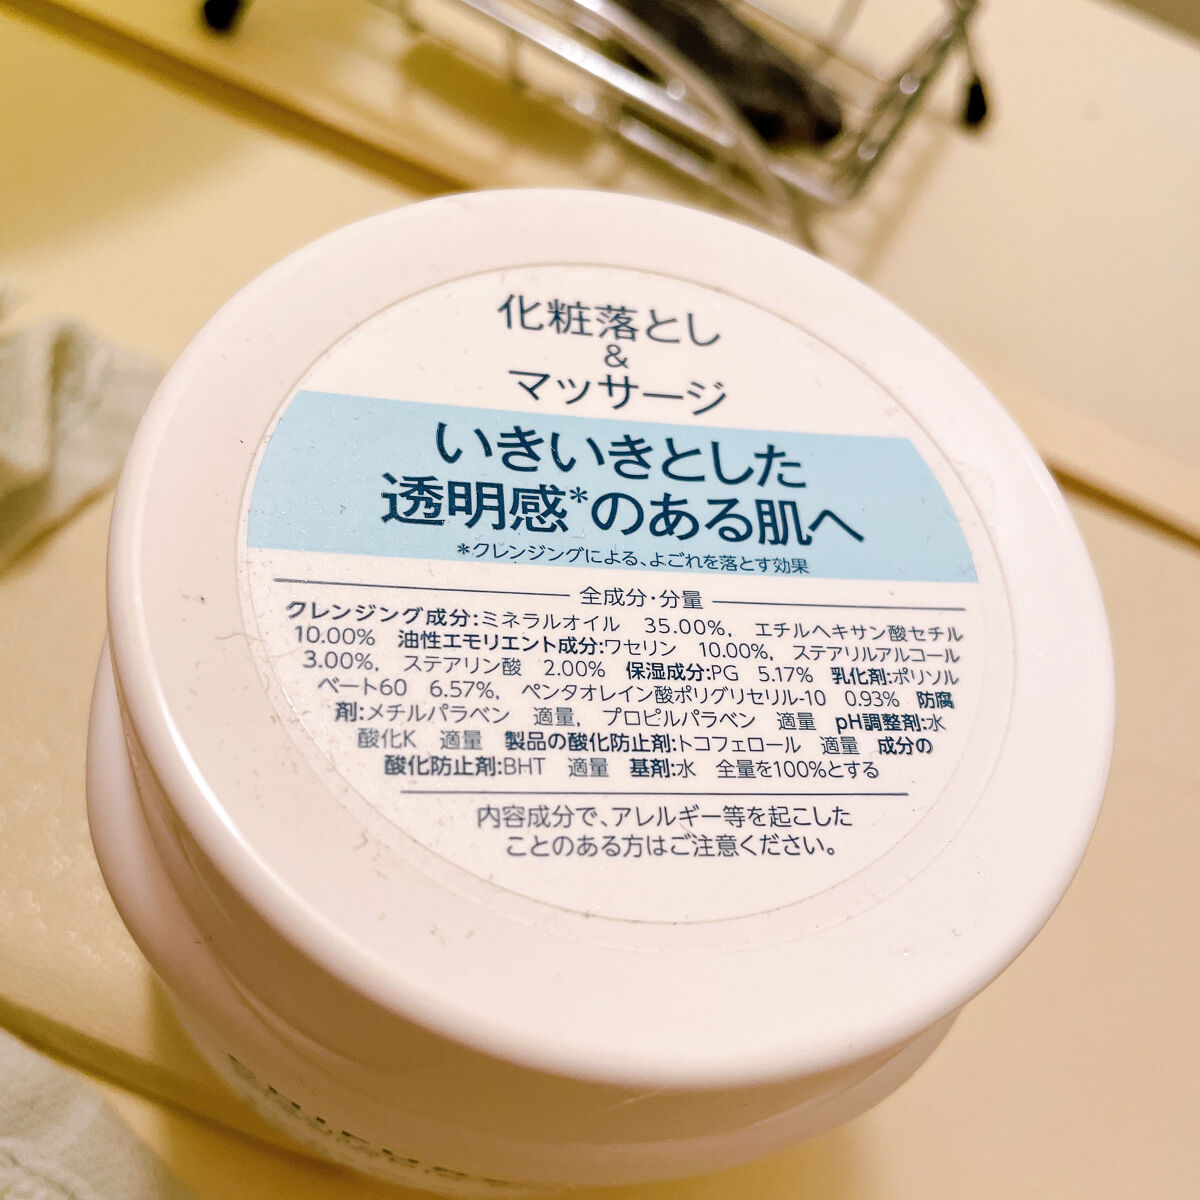 化粧落とし
&
マッサージ
いきいきとした
透明感*のある肌へ
*クレンジングによる、よごれを落とす効果
全成分・分量
クレンジング成分:ミネラルオイル 35.00%, エチルヘキサン酸セチル
10.00% 油性エモリエント成分:ワセリン 10.00%, ステアリルアルコール
3.00%, ステアリン酸 2.00% 保湿成分:PG 5.17% 乳化剤:ポリソル
ベート60 6.57%, ペンタオレイン酸ポリグリセリル-10 0.93% 防腐
剤:メチルパラベン 適量, プロピルパラベン 適量 pH調整剤:水
酸化K 適量 製品の酸化防止剤:トコフェロール 適量 成分の
酸化防止剤:BHT 適量 基剤:水 全量を100%とする
内容成分で、アレルギー等を起こした
ことのある方はご注意ください。